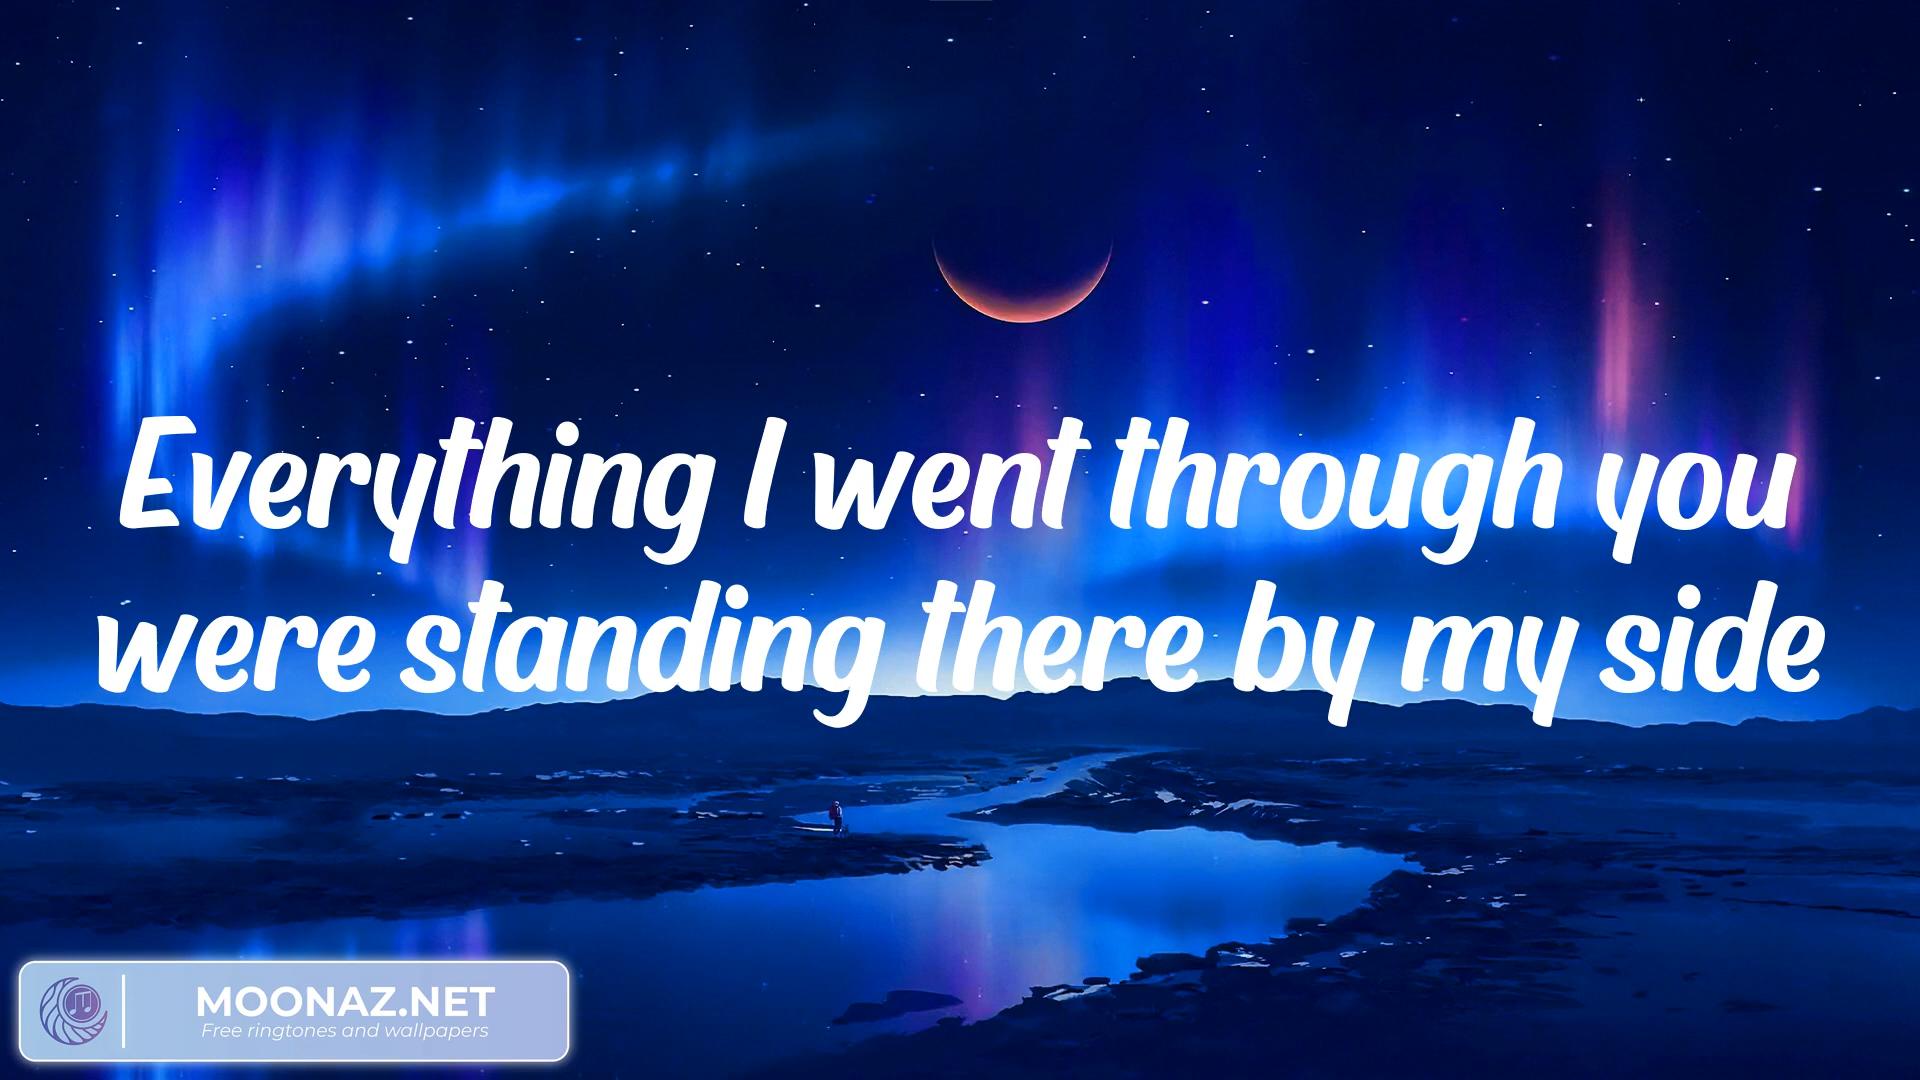 Everything I went through you
were standing there by my side
MOONAZ.NET
Free ringtones and wallpapers